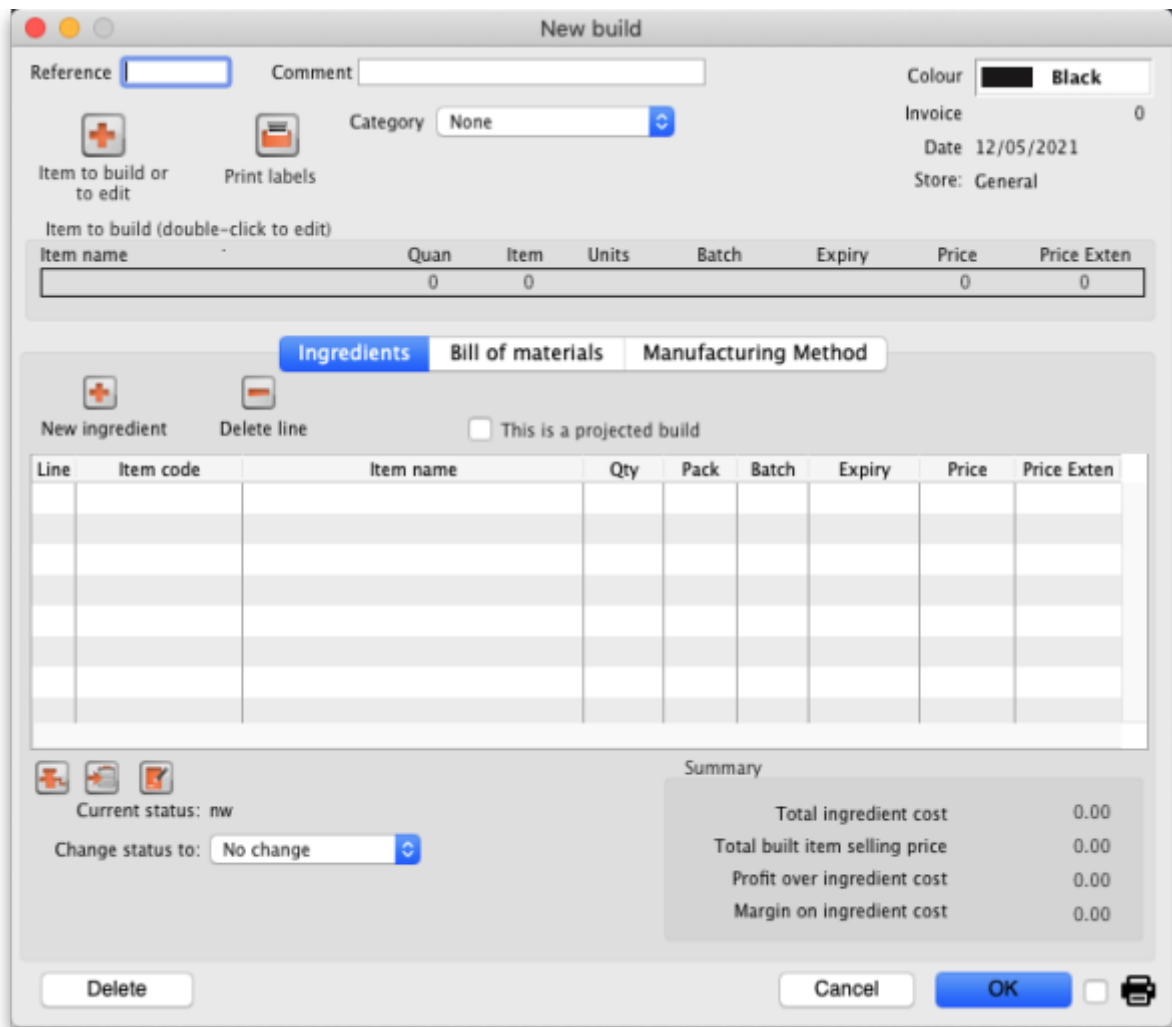 New build
Reference Comment Colour Black
Category None Invoice 0
Date 12/05/2021
Item to build or
to edit
Print labels
Store: General
Item to build (double-click to edit)
Item name Quan Item Units Batch Expiry Price Price Exten
0 0 0 0
Ingredients Bill of materials Manufacturing Method
New ingredient Delete line This is a projected build
Line Item code Item name Qty Pack Batch Expiry Price Price Exten
Summary
Current status: nw
Total ingredient cost 0.00
Change status to: No change
Total built item selling price 0.00
Profit over ingredient cost 0.00
Margin on ingredient cost 0.00
Delete Cancel OK